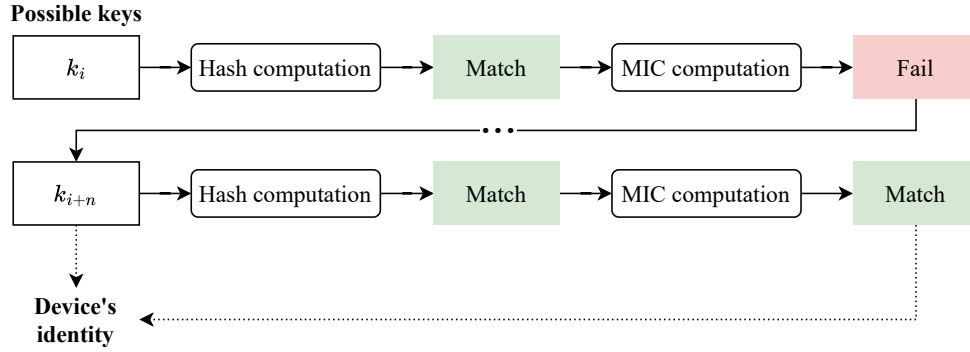 Possible keys
k_i
Hash computation
Match
MIC computation
Fail
...
k_{i+n}
Hash computation
Match
MIC computation
Match
Device's
identity